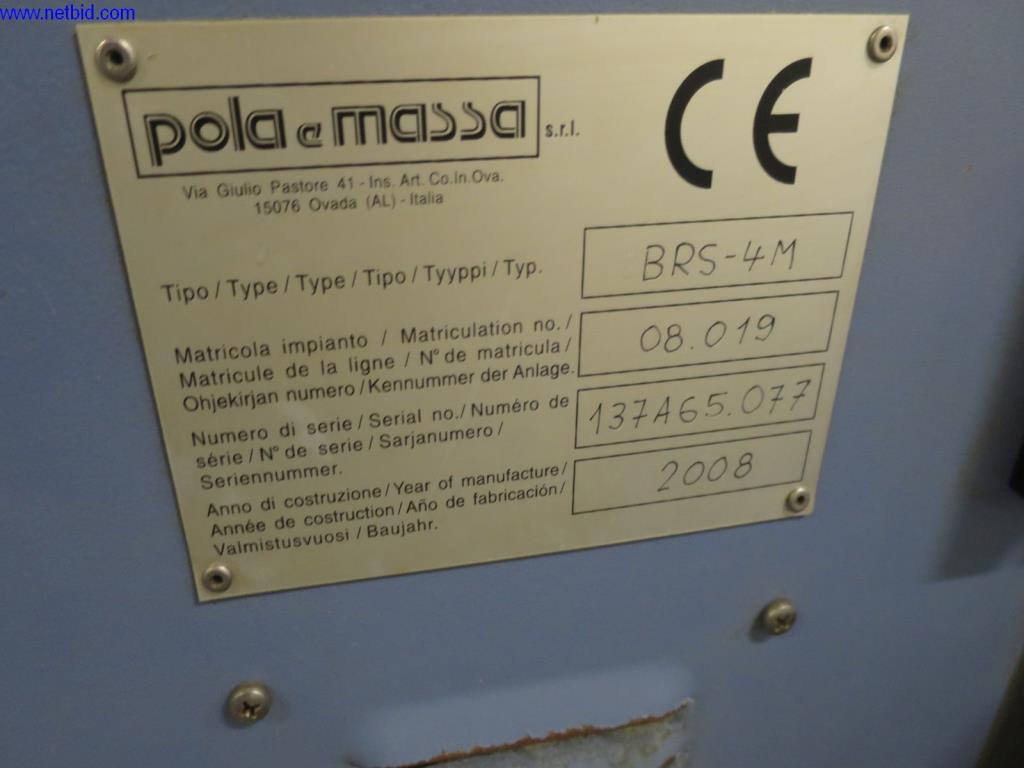 www.netbid.com
pola e massa s.r.l.
CE
Via Giulio Pastore 41 - Ins. Art. Co.In.Ova.
15076 Ovada (AL) - Italia
Tipo / Type / Type / Tipo / Tyyppi / Typ. BRS-4M
Matricola impianto / Matriculation no. /
Matricule de la ligne / N° de matricula / 08.019
Ohjekirjan numero / Kennummer der Anlage.
Numero di serie / Serial no. / Numéro de
série / N° de serie / Sarjanumero / 137A65.077
Seriennummer.
Anno di costruzione / Year of manufacture /
Année de costruction / Año de fabricación / 2008
Valmistusvuosi / Baujahr.